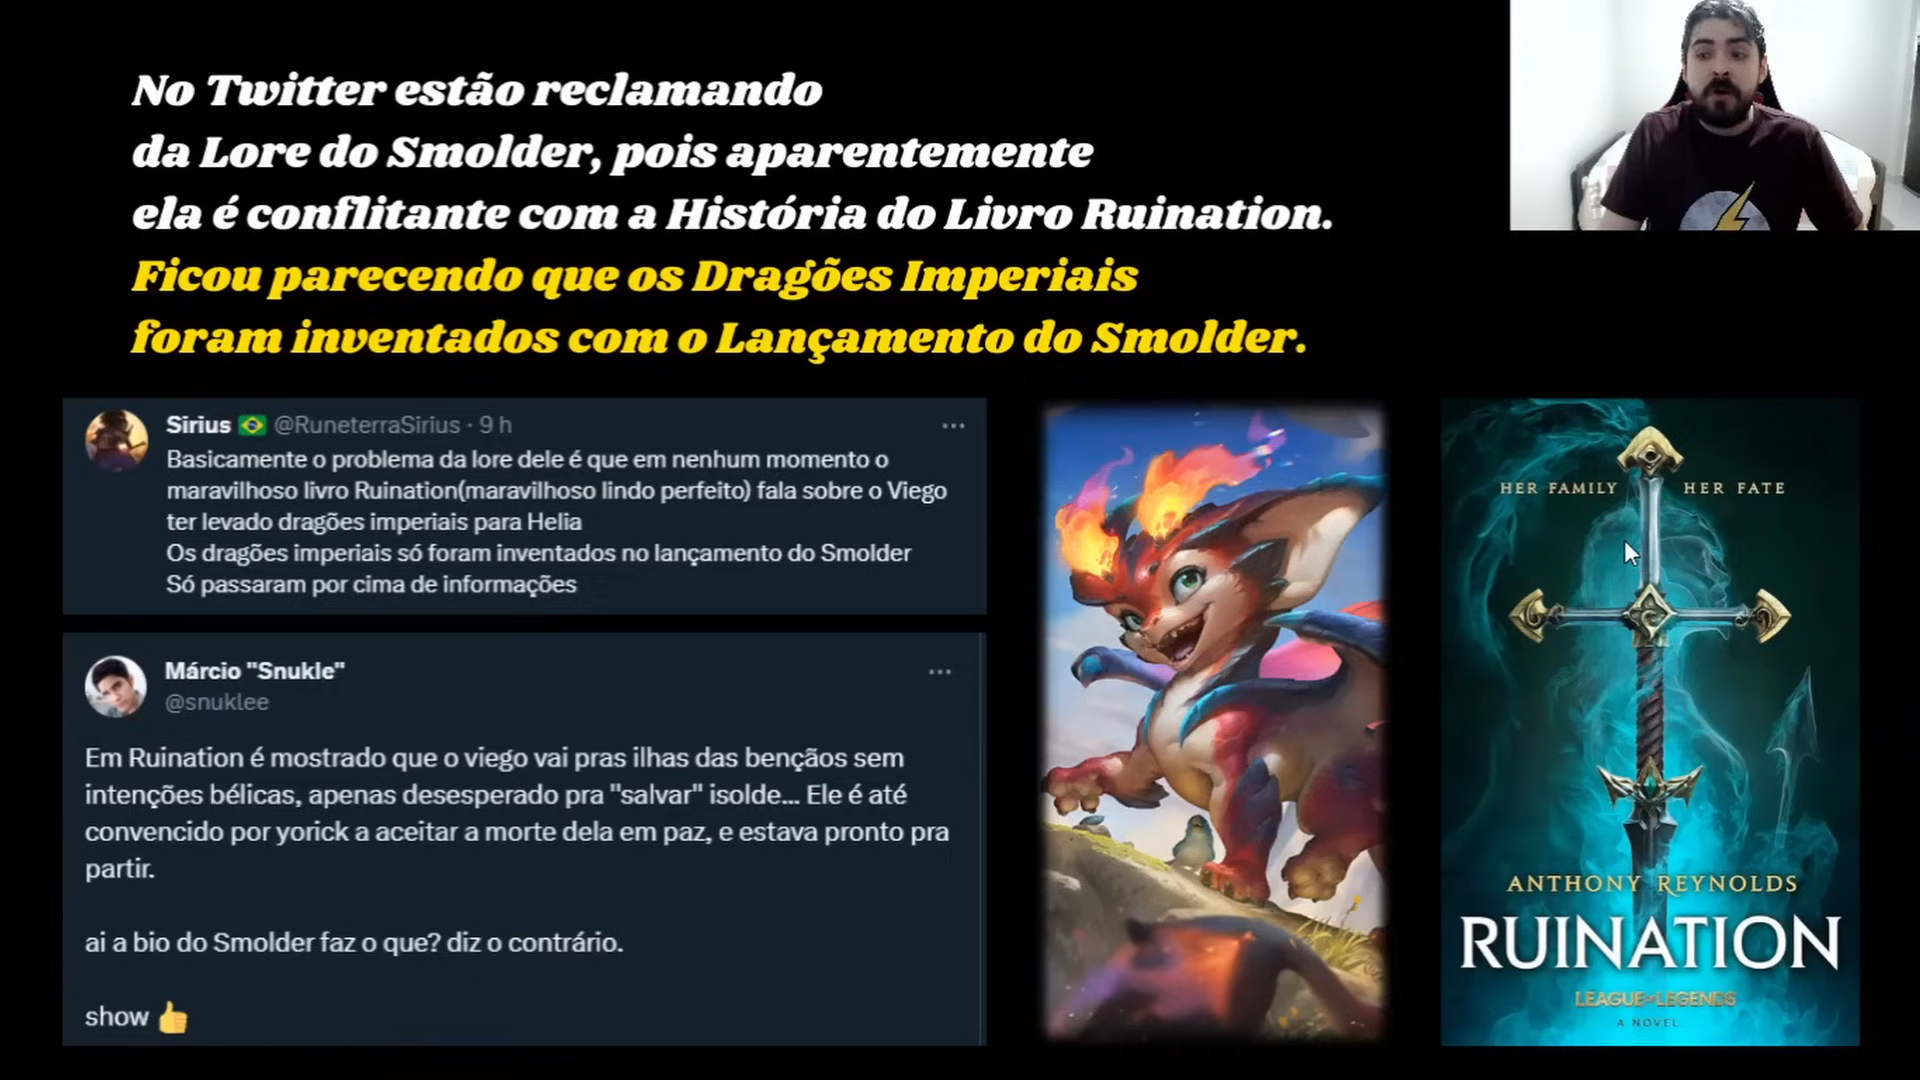 No Twitter estão reclamando
da Lore do Smolder, pois aparentemente
ela é conflitante com a História do Livro Ruination.
Ficou parecendo que os Dragões Imperiais
foram inventados com o Lançamento do Smolder.
Sirius 🇧🇷 @RuneterraSirius · 9 h
Basicamente o problema da lore dele é que em nenhum momento o
maravilhoso livro Ruination(maravilhoso lindo perfeito) fala sobre o Viego
ter levado dragões imperiais para Helia
Os dragões imperiais só foram inventados no lançamento do Smolder
Só passaram por cima de informações
Márcio "Snukle"
@snuklee
Em Ruination é mostrado que o viego vai pras ilhas das bençãos sem
intenções bélicas, apenas desesperado pra "salvar" isolde... Ele é até
convencido por yorick a aceitar a morte dela em paz, e estava pronto pra
partir.
ai a bio do Smolder faz o que? diz o contrário.
show 👍
HER FAMILY HER FATE
ANTHONY REYNOLDS
RUINATION
LEAGUE OF LEGENDS
A NOVEL